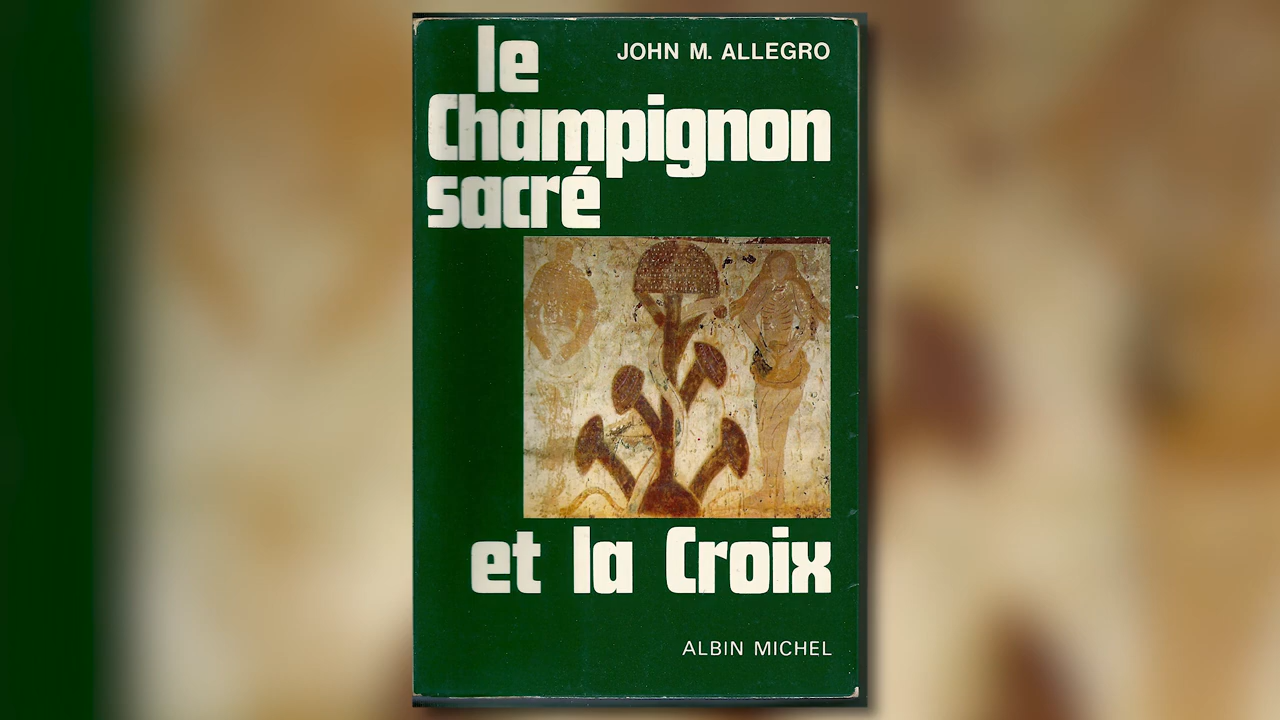 JOHN M. ALLEGRO
le
Champignon
sacré
et la Croix
ALBIN MICHEL